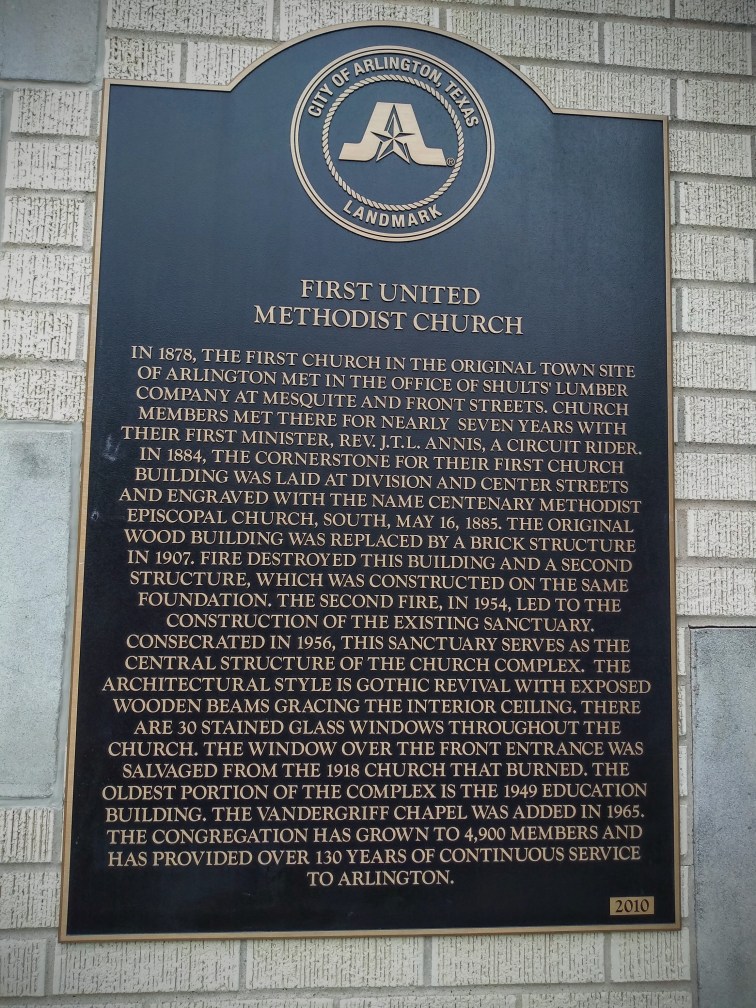 CITY OF ARLINGTON, TEXAS
A
®
LANDMARK
FIRST UNITED
METHODIST CHURCH
IN 1878, THE FIRST CHURCH IN THE ORIGINAL TOWN SITE
OF ARLINGTON MET IN THE OFFICE OF SHULTS' LUMBER
COMPANY AT MESQUITE AND FRONT STREETS. CHURCH
MEMBERS MET THERE FOR NEARLY SEVEN YEARS WITH
THEIR FIRST MINISTER, REV. J.T.L. ANNIS, A CIRCUIT RIDER.
IN 1884, THE CORNERSTONE FOR THEIR FIRST CHURCH
BUILDING WAS LAID AT DIVISION AND CENTER STREETS
AND ENGRAVED WITH THE NAME CENTENARY METHODIST
EPISCOPAL CHURCH, SOUTH, MAY 16, 1885. THE ORIGINAL
WOOD BUILDING WAS REPLACED BY A BRICK STRUCTURE
IN 1907. FIRE DESTROYED THIS BUILDING AND A SECOND
STRUCTURE, WHICH WAS CONSTRUCTED ON THE SAME
FOUNDATION. THE SECOND FIRE, IN 1954, LED TO THE
CONSTRUCTION OF THE EXISTING SANCTUARY.
CONSECRATED IN 1956, THIS SANCTUARY SERVES AS THE
CENTRAL STRUCTURE OF THE CHURCH COMPLEX. THE
ARCHITECTURAL STYLE IS GOTHIC REVIVAL WITH EXPOSED
WOODEN BEAMS GRACING THE INTERIOR CEILING. THERE
ARE 30 STAINED GLASS WINDOWS THROUGHOUT THE
CHURCH. THE WINDOW OVER THE FRONT ENTRANCE WAS
SALVAGED FROM THE 1918 CHURCH THAT BURNED. THE
OLDEST PORTION OF THE COMPLEX IS THE 1949 EDUCATION
BUILDING. THE VANDERGRIFF CHAPEL WAS ADDED IN 1965.
THE CONGREGATION HAS GROWN TO 4,900 MEMBERS AND
HAS PROVIDED OVER 130 YEARS OF CONTINUOUS SERVICE
TO ARLINGTON.
2010